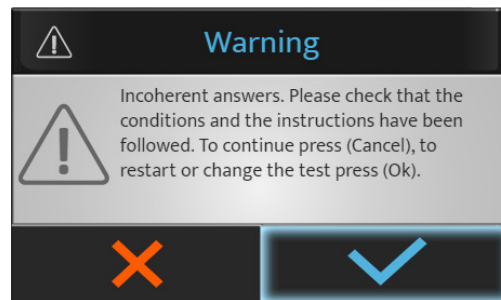 Warning
Incoherent answers. Please check that the
conditions and the instructions have been
followed. To continue press (Cancel), to
restart or change the test press (Ok).